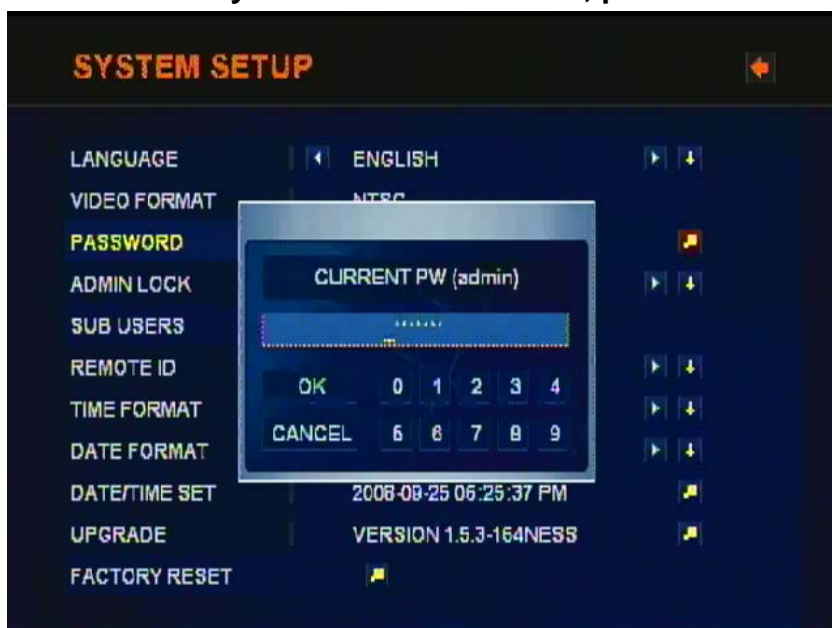 SYSTEM SETUP
LANGUAGE ENGLISH
VIDEO FORMAT NTSC
PASSWORD
CURRENT PW (admin)
ADMIN LOCK
SUB USERS
*******
REMOTE ID
OK 0 1 2 3 4
TIME FORMAT
CANCEL 5 6 7 8 9
DATE FORMAT
DATE/TIME SET 2008-09-25 06:25:37 PM
UPGRADE VERSION 1.5.3-164NESS
FACTORY RESET